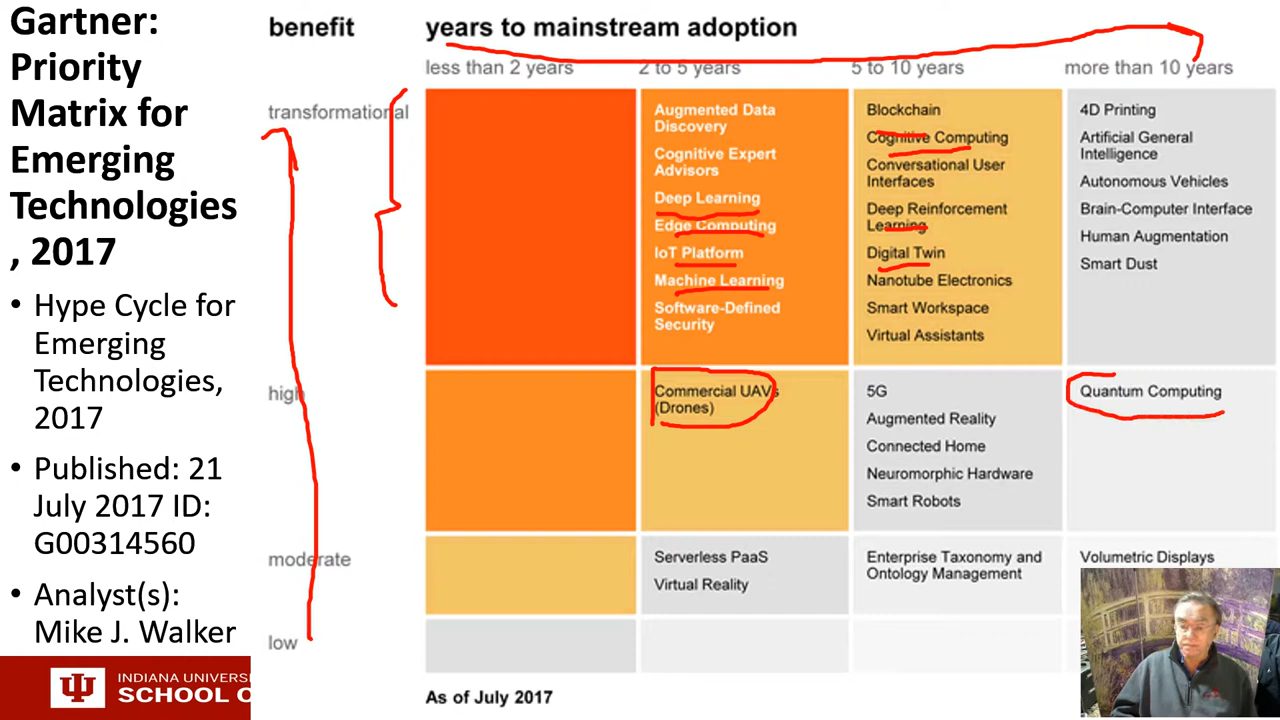 Gartner:
Priority
Matrix for
Emerging
Technologies
, 2017
• Hype Cycle for
Emerging
Technologies,
2017
• Published: 21
July 2017 ID:
G00314560
• Analyst(s):
Mike J. Walker
INDIANA UNIVERSI
SCHOOL O
benefit
years to mainstream adoption
less than 2 years
2 to 5 years
5 to 10 years
more than 10 years
transformational
Augmented Data
Discovery
Cognitive Expert
Advisors
Deep Learning
Edge Computing
IoT Platform
Machine Learning
Software-Defined
Security
Blockchain
Cognitive Computing
Conversational User
Interfaces
Deep Reinforcement
Learning
Digital Twin
Nanotube Electronics
Smart Workspace
Virtual Assistants
4D Printing
Artificial General
Intelligence
Autonomous Vehicles
Brain-Computer Interface
Human Augmentation
Smart Dust
high
Commercial UAVs
(Drones)
5G
Augmented Reality
Connected Home
Neuromorphic Hardware
Smart Robots
Quantum Computing
moderate
Serverless PaaS
Virtual Reality
Enterprise Taxonomy and
Ontology Management
Volumetric Displays
low
As of July 2017